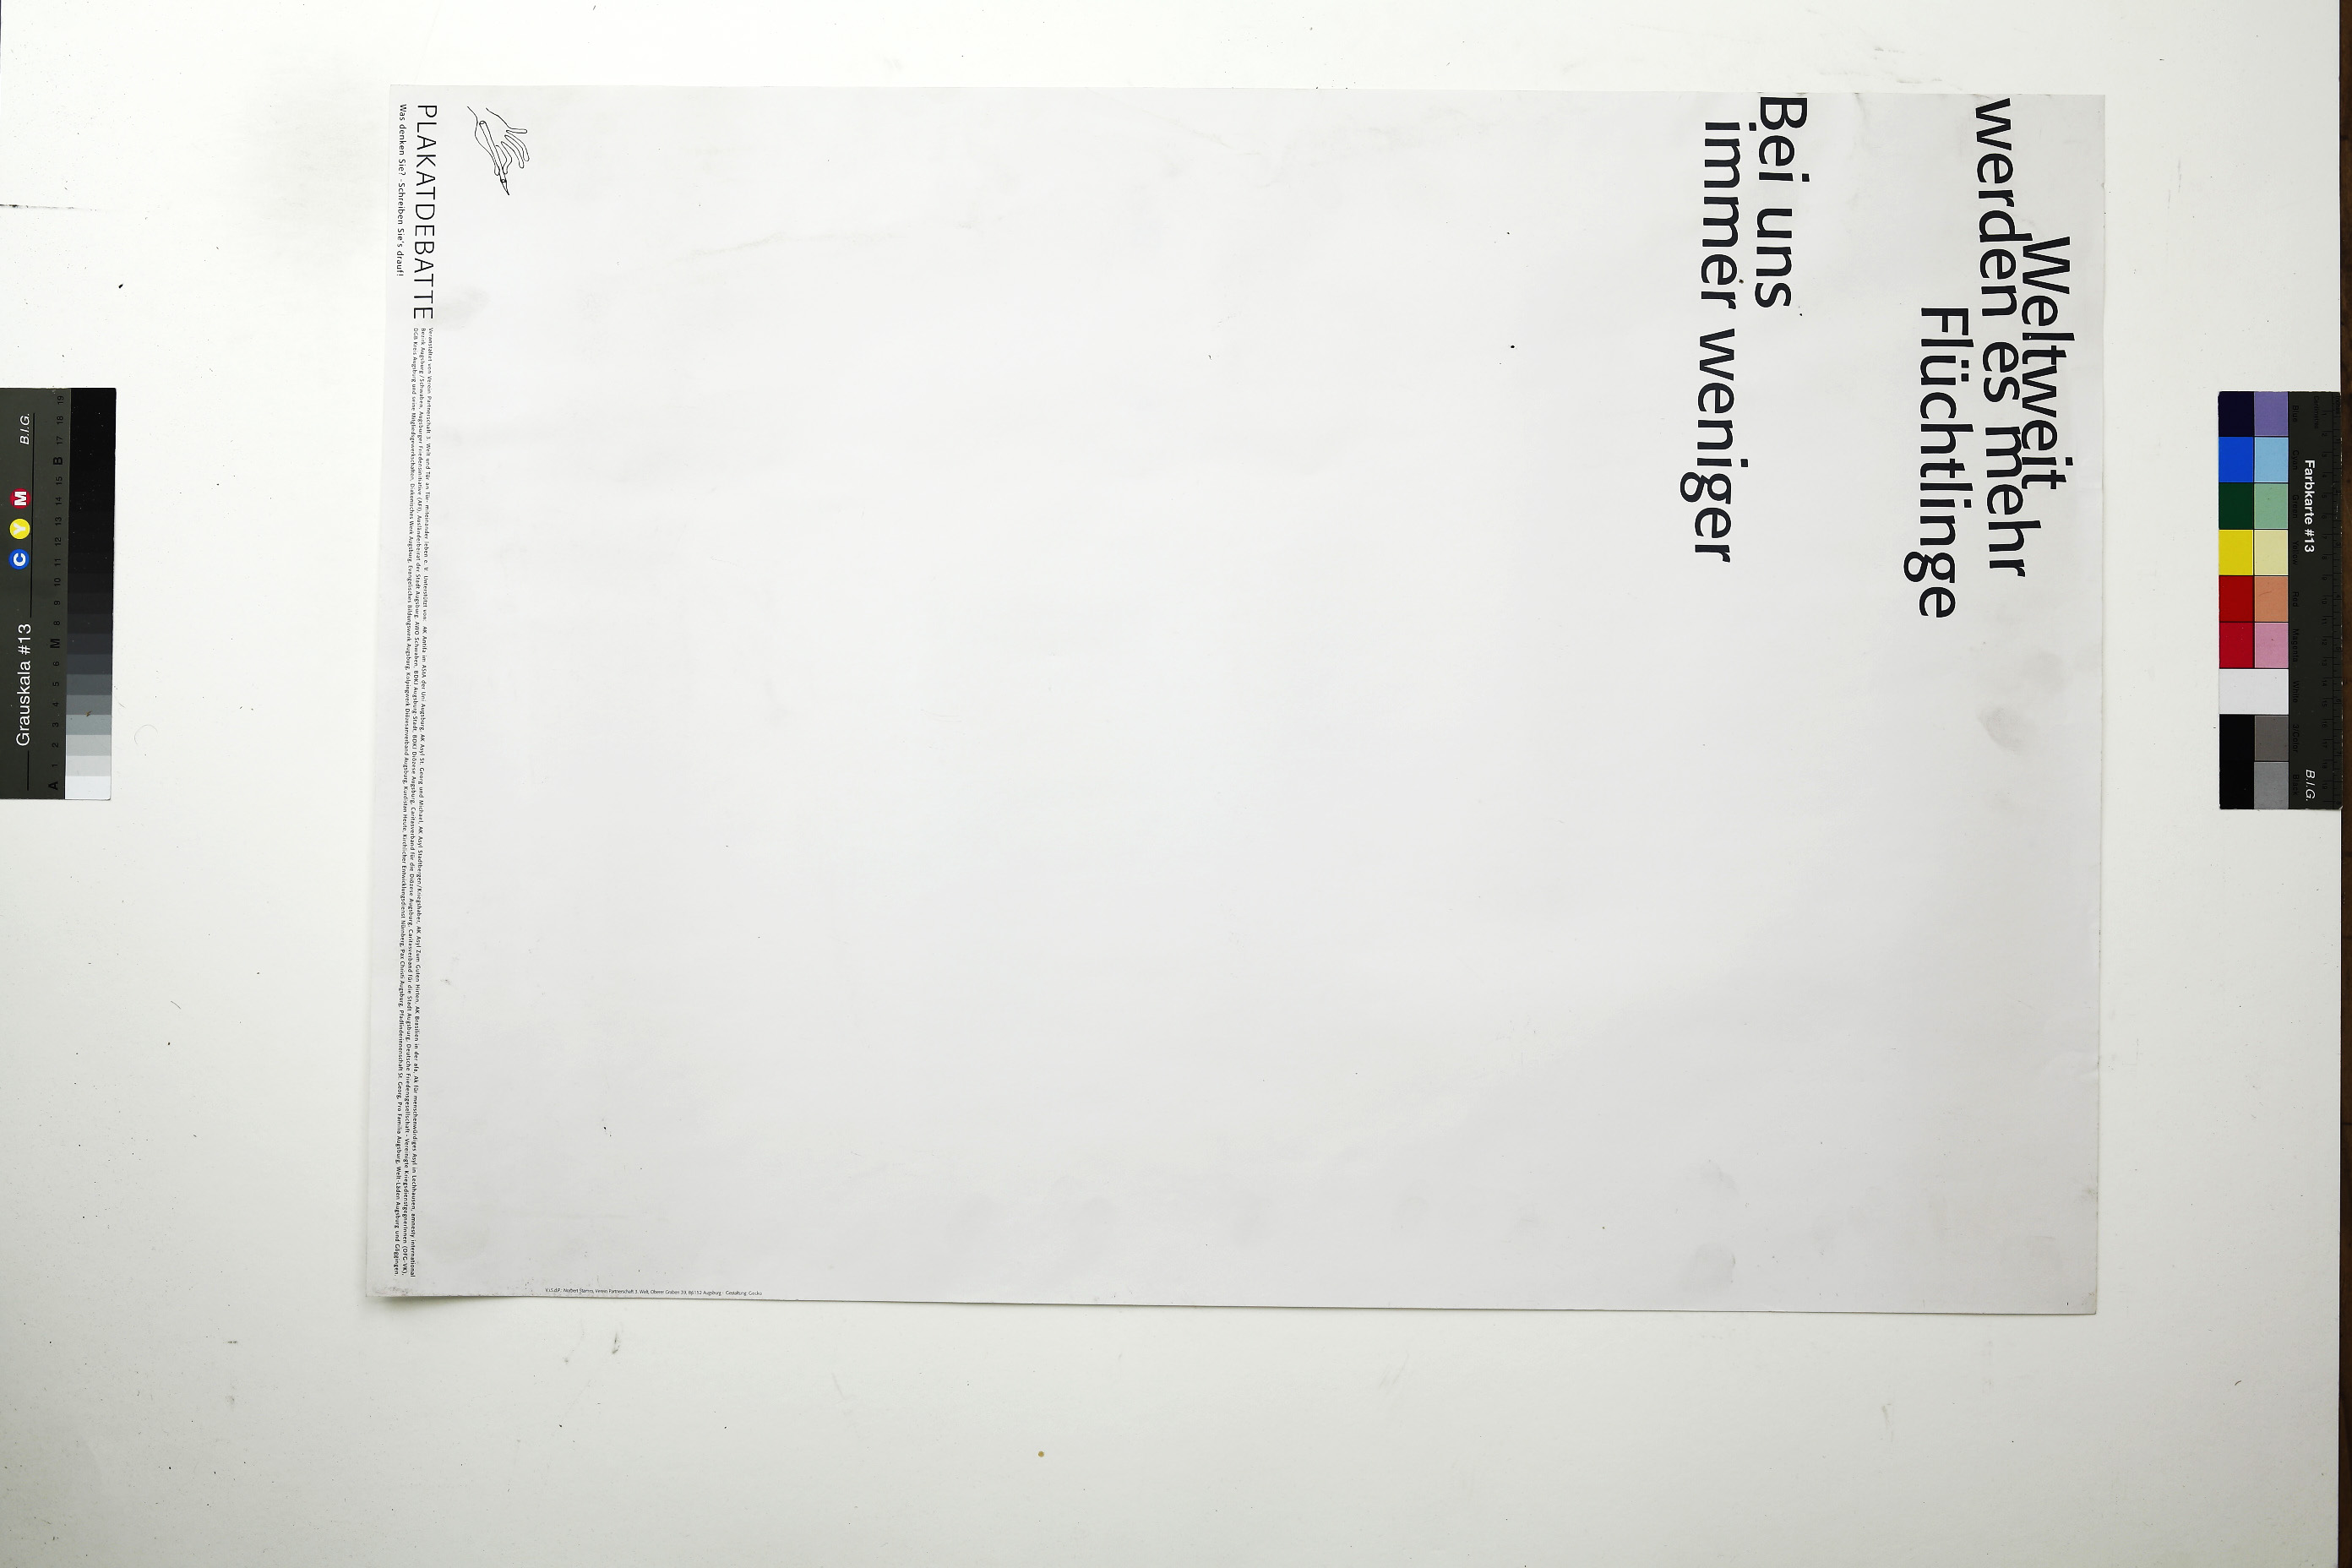 Farbkarte #13
B.I.G.
Blue Cyan Green Yellow Red Magenta White 3/Color Black
Weltweit
werden es mehr
Flüchtlinge
Bei uns
immer weniger
PLAKATDEBATTE
Was denken Sie? -Schreiben Sie's drauf!
Veranstaltet von Verein Partnerschaft 3. Welt und Tür an Tür- miteinander leben e. V. Unterstützt von: AK Antifa im AStA der Uni Augsburg, AK Asyl St. Georg und Michael, AK Asyl Stadtbergen/Kriegshaber, AK Asyl Zum Guten Hirten, AK Brasilien in der afa, Ak für menschenwürdiges Asyl in Lechhausen, amnesty international
Bezirk Augsburg/Schwaben, Augsburger Friedensinitiative (AFI), Ausländerbeirat der Stadt Augsburg, AWO Schwaben, BDKJ Augsburg-Stadt, BDKJ Diözese Augsburg, Caritasverband für die Diözese Augsburg, Caritasverband für die Stadt Augsburg, Deutsche Friedensgesellschaft - Vereinigte KriegsdienstgegnerInnen (DFG-VK),
DGB Kreis Augsburg und seine Mitgliedsgewerkschaften, Diakonisches Werk Augsburg, Evangelisches Bildungswerk Augsburg, Kolpingwerk Diözesanverband Augsburg, Kurdistan Heute, Kirchlicher Entwicklungsdienst Nürnberg, Pax Christi Augsburg, Pfadfinderinnenschaft St. Georg, Pro Familia Augsburg, Welt-Läden Augsburg und Göggingen.
A 1 2 3 4 5 6 M 8 9 10 11 12 13 14 15 B 17 18 19
Grauskala #13
C Y M
B.I.G.